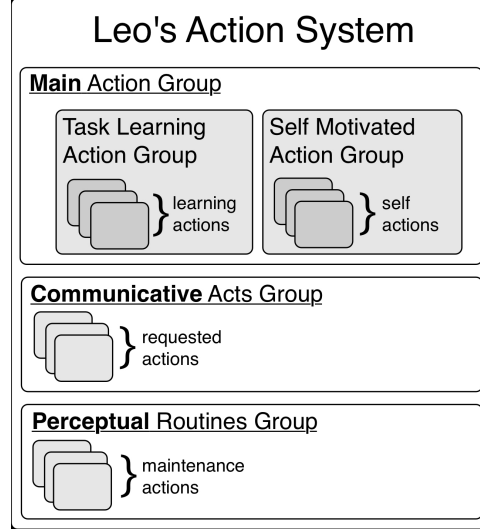 Leo's Action System
Main Action Group
Task Learning
Action Group
learning
actions
Self Motivated
Action Group
self
actions
Communicative Acts Group
requested
actions
Perceptual Routines Group
maintenance
actions